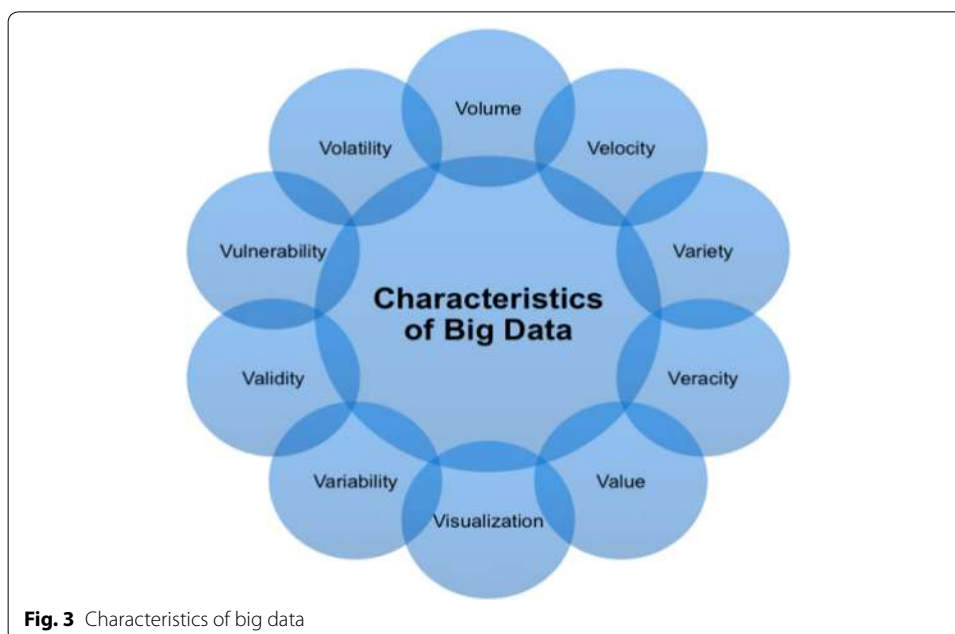 Volume
Velocity
Variety
Veracity
Value
Visualization
Variability
Validity
Vulnerability
Volatility
Characteristics
of Big Data
Fig. 3 Characteristics of big data